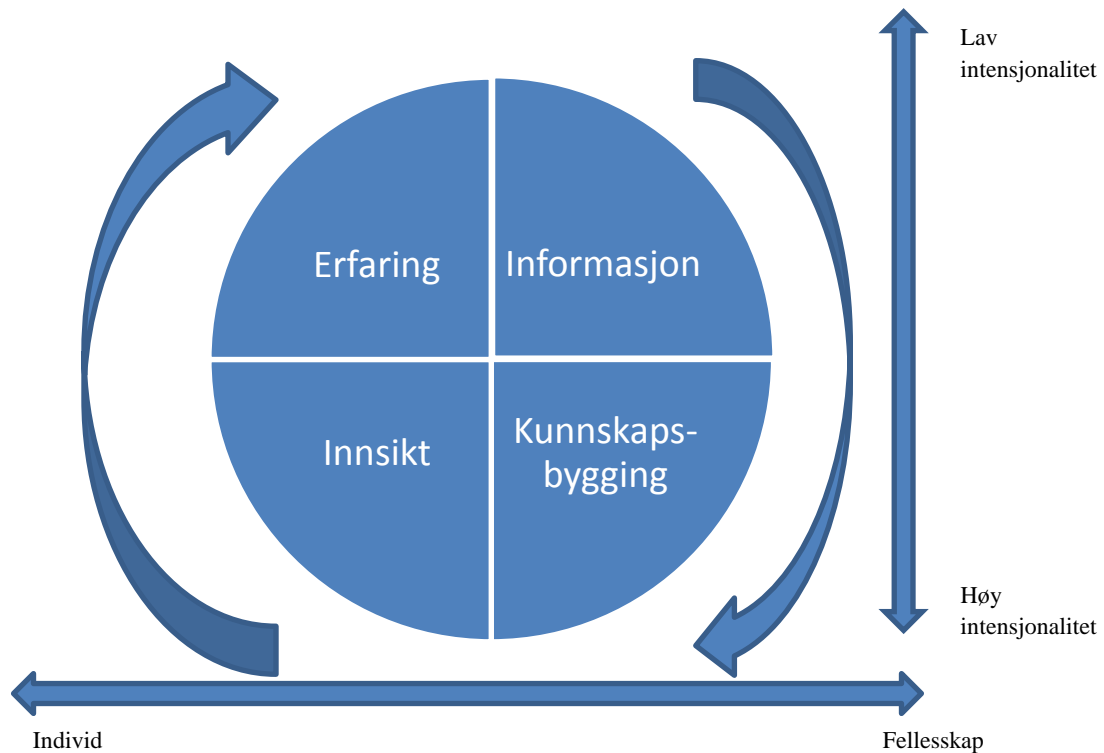 Lav
intensjonalitet
Erfaring
Informasjon
Innsikt
Kunnskaps-
bygging
Høy
intensjonalitet
Individ
Fellesskap